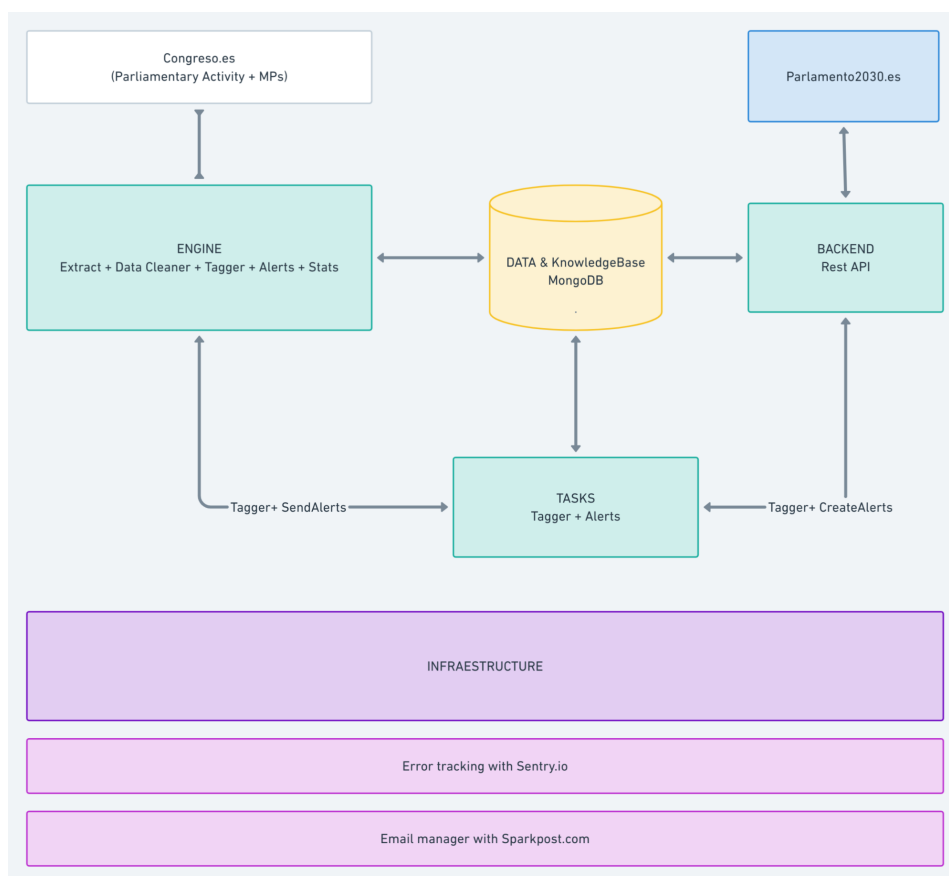 Congreso.es
(Parliamentary Activity + MPs)
Parlamento2030.es
ENGINE
Extract + Data Cleaner + Tagger + Alerts + Stats
DATA & KnowledgeBase
MongoDB
.
BACKEND
Rest API
Tagger+ SendAlerts
TASKS
Tagger + Alerts
Tagger+ CreateAlerts
INFRAESTRUCTURE
Error tracking with Sentry.io
Email manager with Sparkpost.com